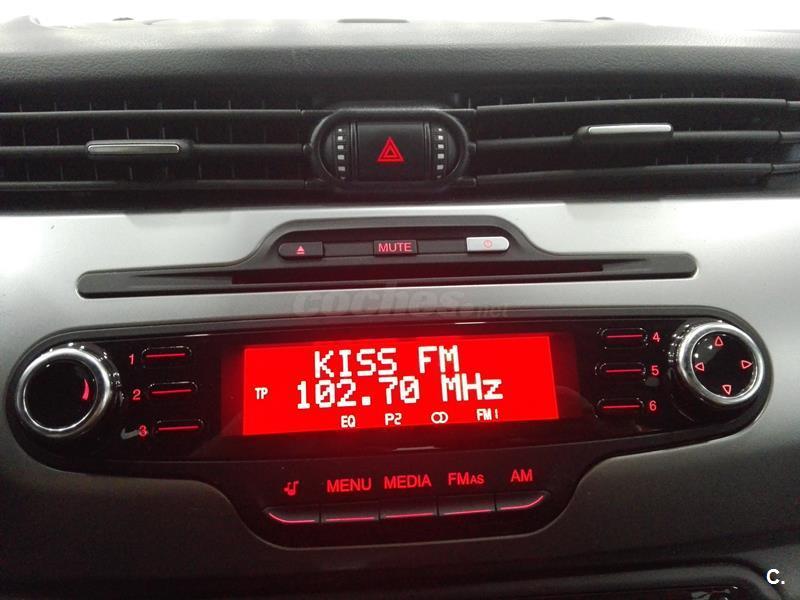 MUTE
coches.net
KISS FM
TP 102.70 MHz
EQ P2 CD FM1
1
2
3
4
5
6
MENU MEDIA FMAS AM
C.